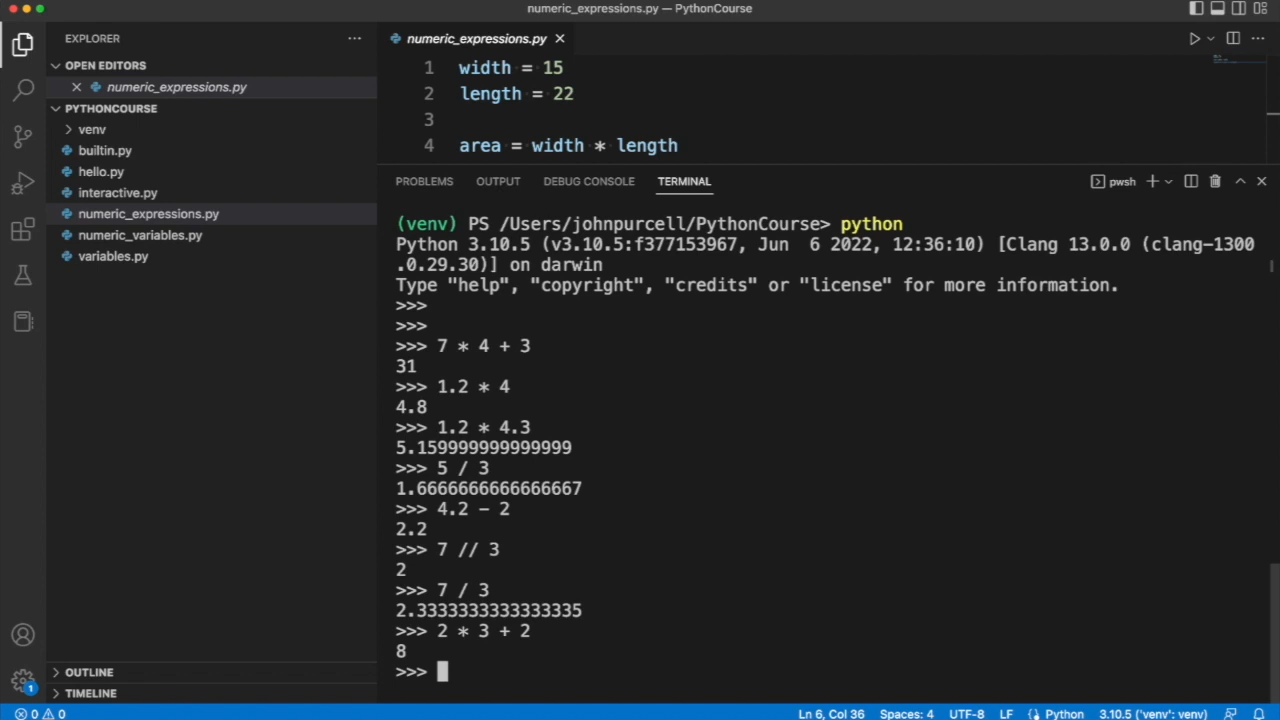 numeric_expressions.py — PythonCourse
EXPLORER
OPEN EDITORS
numeric_expressions.py
PYTHONCOURSE
venv
builtin.py
hello.py
interactive.py
numeric_expressions.py
numeric_variables.py
variables.py
OUTLINE
TIMELINE
numeric_expressions.py
1 width = 15
2 length = 22
3
4 area = width * length
PROBLEMS OUTPUT DEBUG CONSOLE TERMINAL
pwsh
(venv) PS /Users/johnpurcell/PythonCourse> python
Python 3.10.5 (v3.10.5:f377153967, Jun  6 2022, 12:36:10) [Clang 13.0.0 (clang-1300
.0.29.30)] on darwin
Type "help", "copyright", "credits" or "license" for more information.
>>>
>>>
>>> 7 * 4 + 3
31
>>> 1.2 * 4
4.8
>>> 1.2 * 4.3
5.159999999999999
>>> 5 / 3
1.6666666666666667
>>> 4.2 - 2
2.2
>>> 7 // 3
2
>>> 7 / 3
2.3333333333333335
>>> 2 * 3 + 2
8
>>>
1
0 0 Ln 6, Col 36 Spaces: 4 UTF-8 LF Python 3.10.5 ('venv': venv)